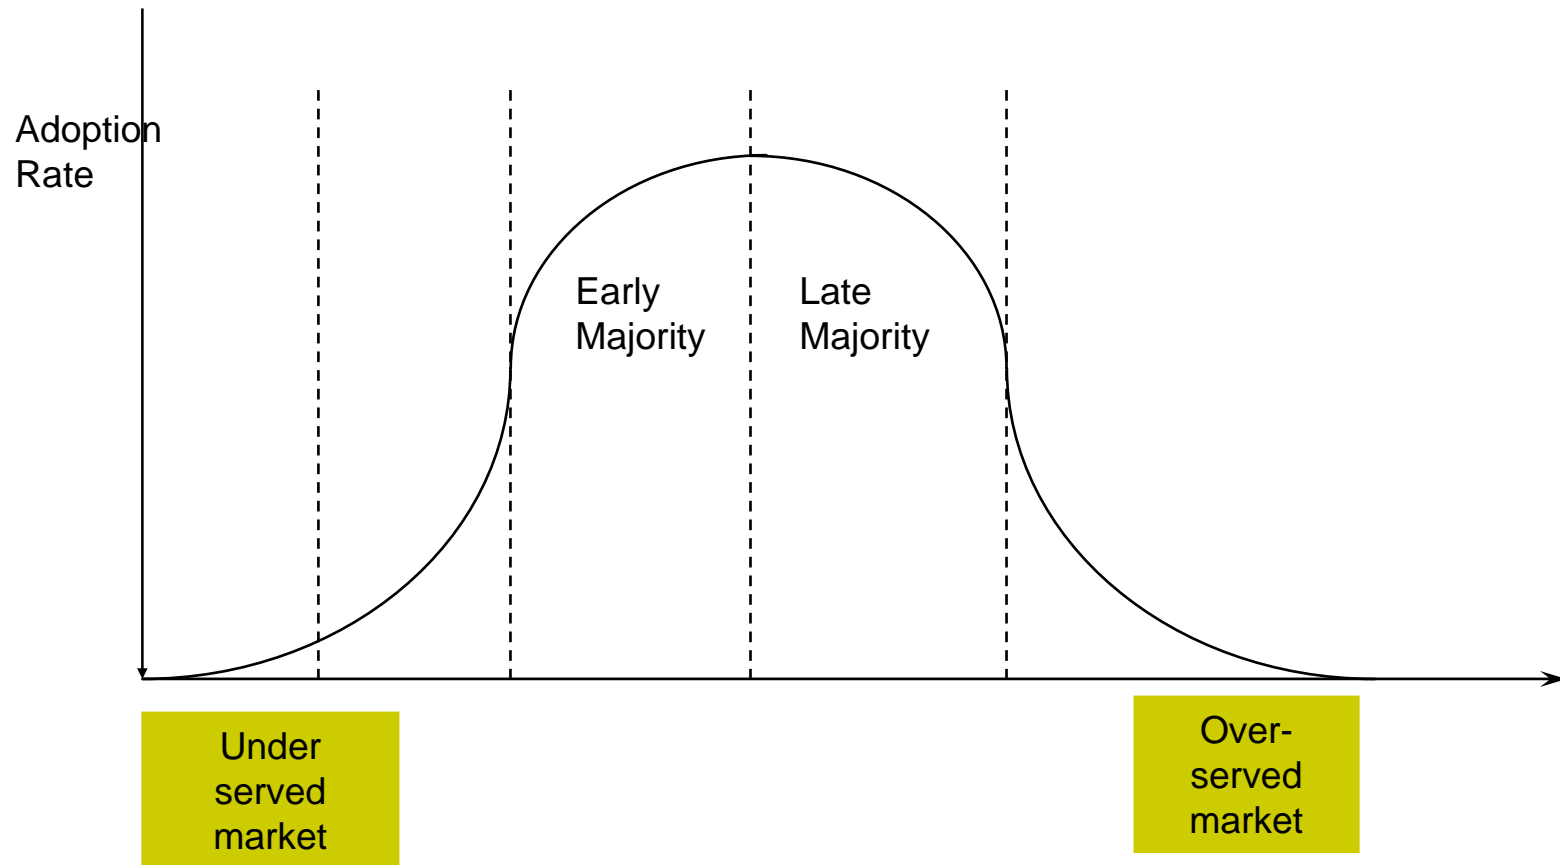 Adoption
Rate
Early
Majority
Late
Majority
Under
served
market
Over-
served
market